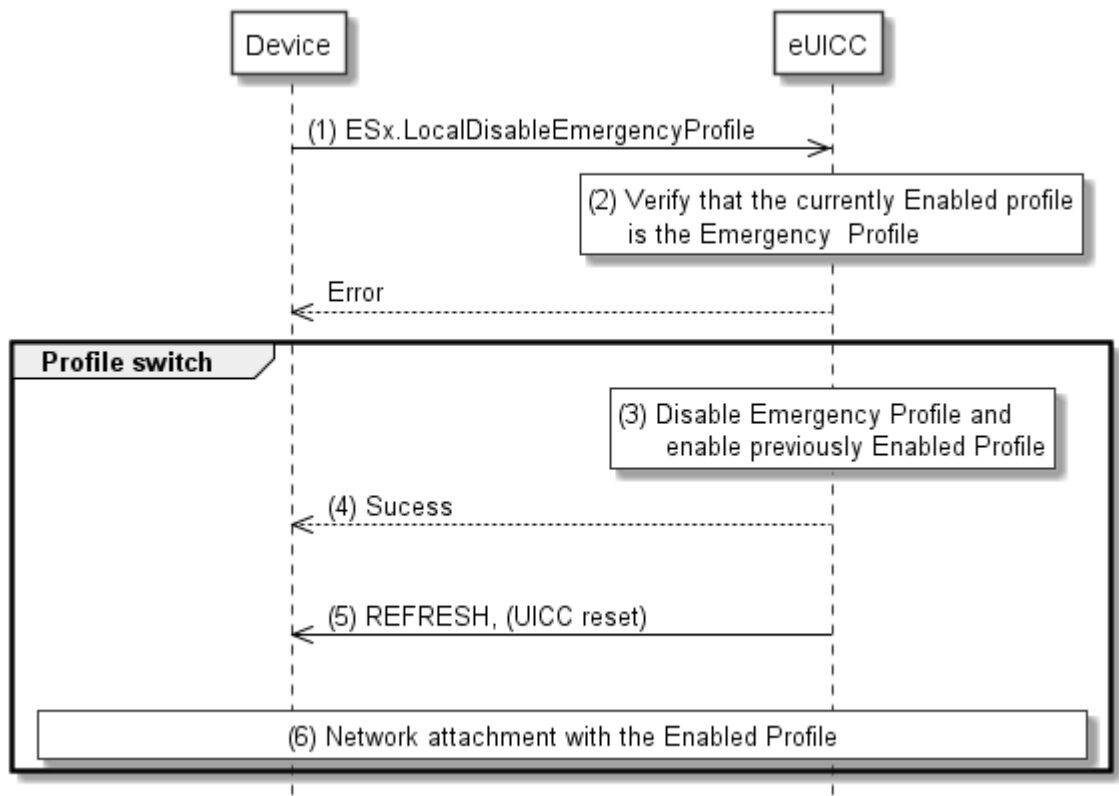 Device
eUICC
(1) ESx.LocalDisableEmergencyProfile
(2) Verify that the currently Enabled profile
is the Emergency Profile
Error
Profile switch
(3) Disable Emergency Profile and
enable previously Enabled Profile
(4) Sucess
(5) REFRESH, (UICC reset)
(6) Network attachment with the Enabled Profile